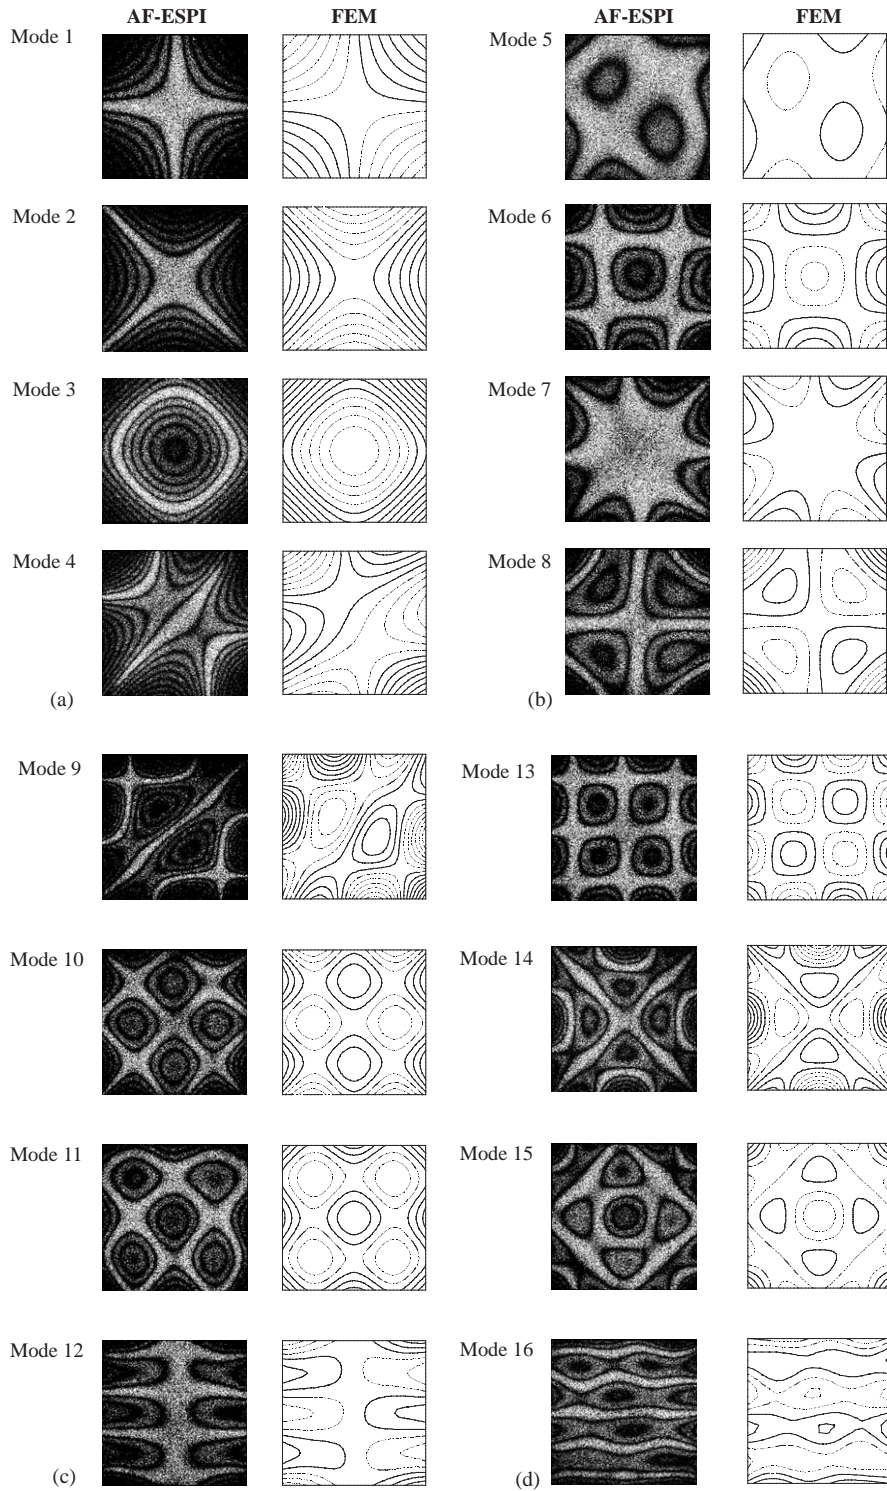 AF-ESPI FEM AF-ESPI FEM
Mode 1 Mode 5
Mode 2 Mode 6
Mode 3 Mode 7
Mode 4 Mode 8
(a) (b)
Mode 9 Mode 13
Mode 10 Mode 14
Mode 11 Mode 15
Mode 12 Mode 16
(c) (d)